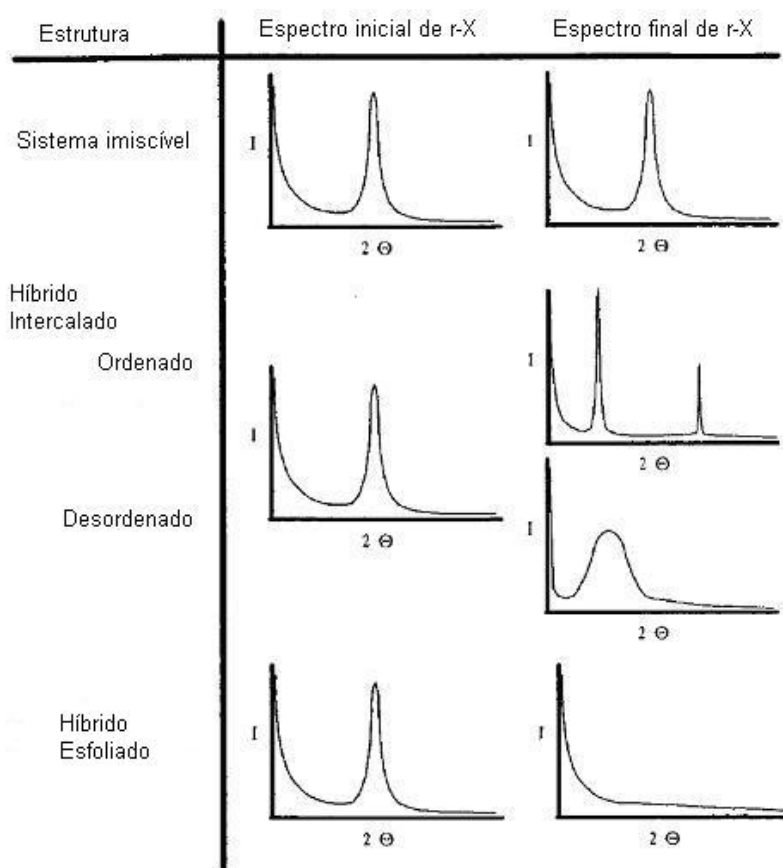 Estrutura
Espectro inicial de r-X
Espectro final de r-X
Sistema imiscível
I
2 Θ
I
2 Θ
Híbrido
Intercalado
Ordenado
Desordenado
I
2 Θ
I
2 Θ
I
2 Θ
Híbrido
Esfoliado
I
2 Θ
I
2 Θ